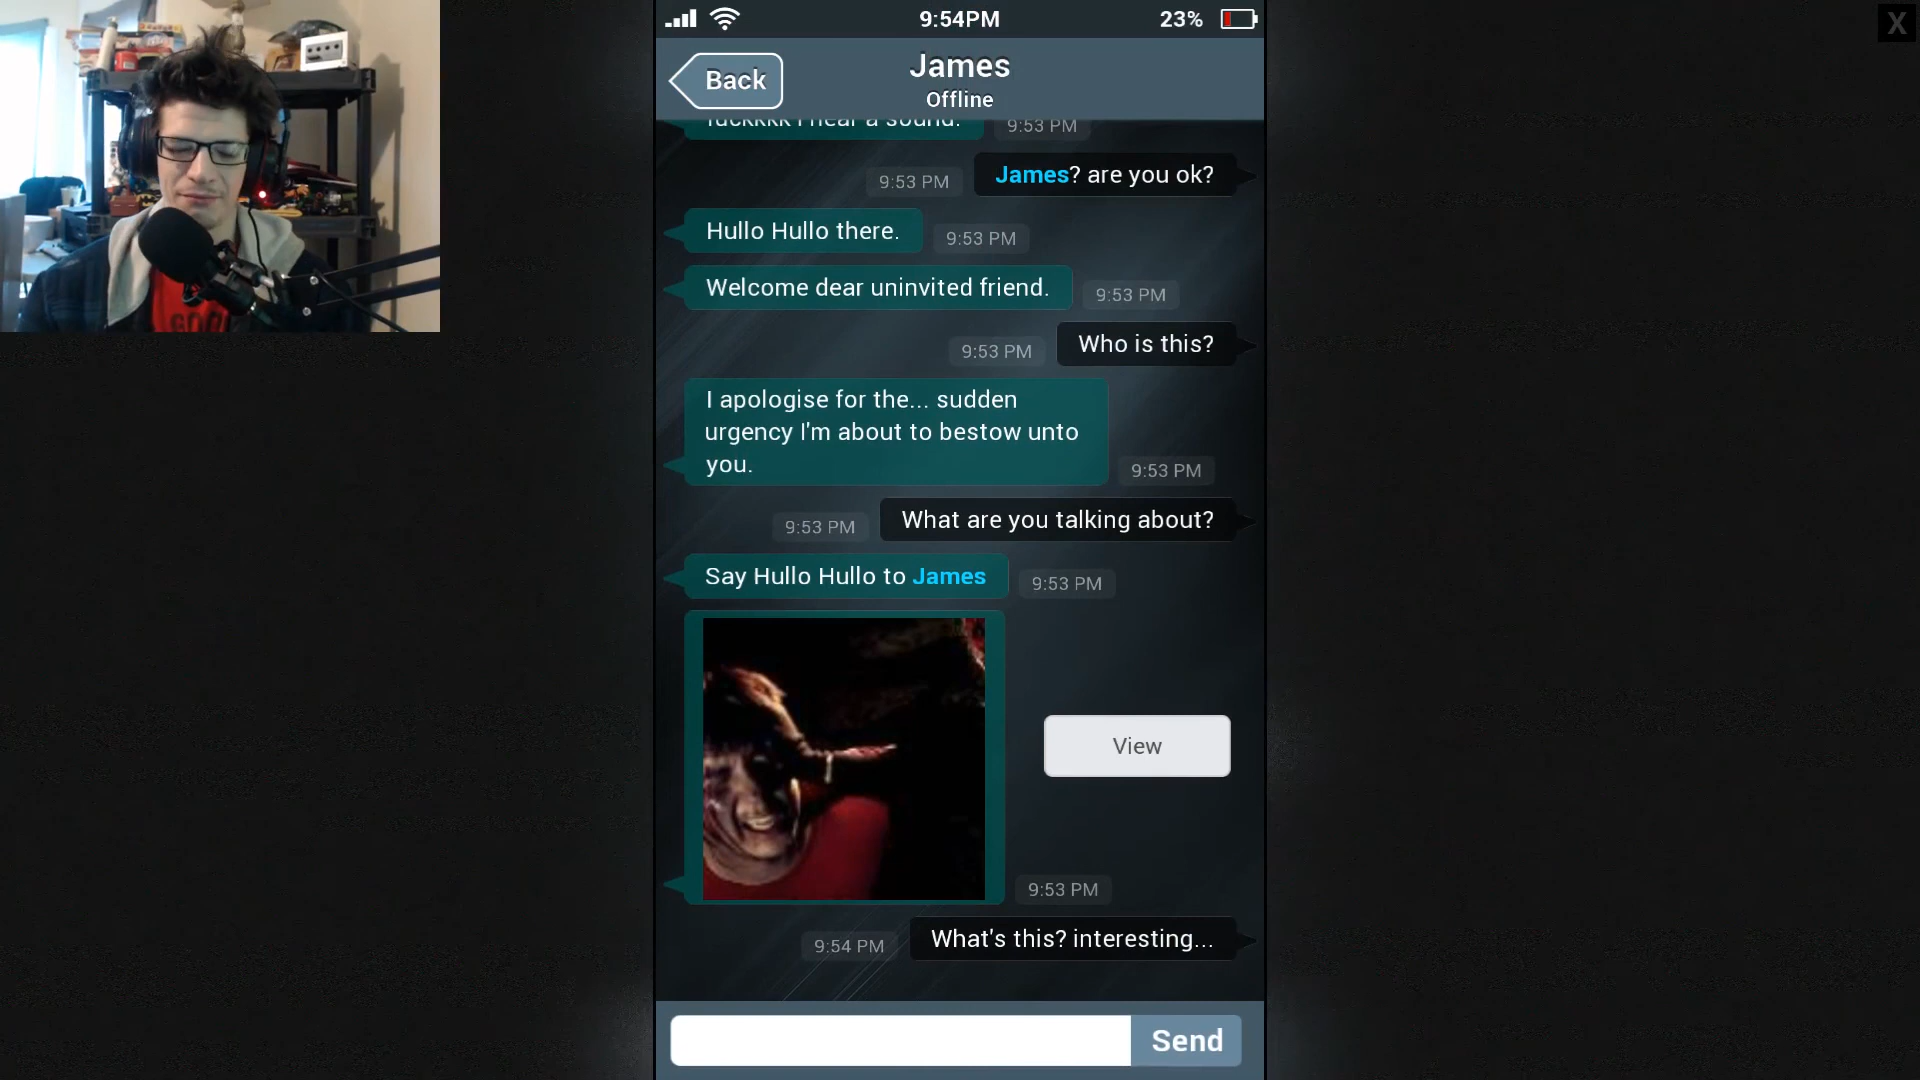 9:54PM
23%
X
Back
James
Offline
fuckkkk I hear a sound.
9:53 PM
9:53 PM
James? are you ok?
Hullo Hullo there.
9:53 PM
Welcome dear uninvited friend.
9:53 PM
9:53 PM
Who is this?
I apologise for the... sudden
urgency I'm about to bestow unto
you.
9:53 PM
9:53 PM
What are you talking about?
Say Hullo Hullo to James
9:53 PM
View
9:53 PM
9:54 PM
What's this? interesting...
Send